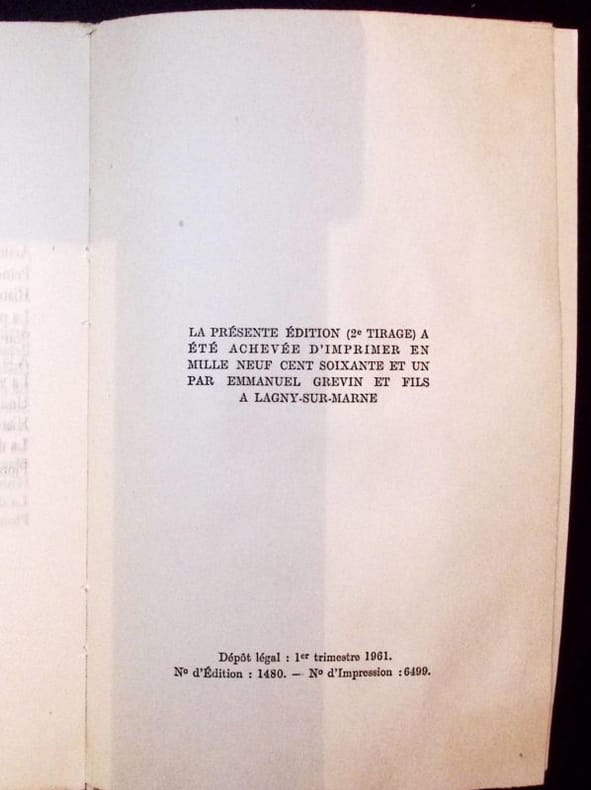 LA PRÉSENTE ÉDITION (2e TIRAGE) A
ÉTÉ ACHEVÉE D'IMPRIMER EN
MILLE NEUF CENT SOIXANTE ET UN
PAR EMMANUEL GREVIN ET FILS
A LAGNY-SUR-MARNE
Dépôt légal : 1er trimestre 1961.
No d'Édition : 1480. — No d'Impression : 6499.